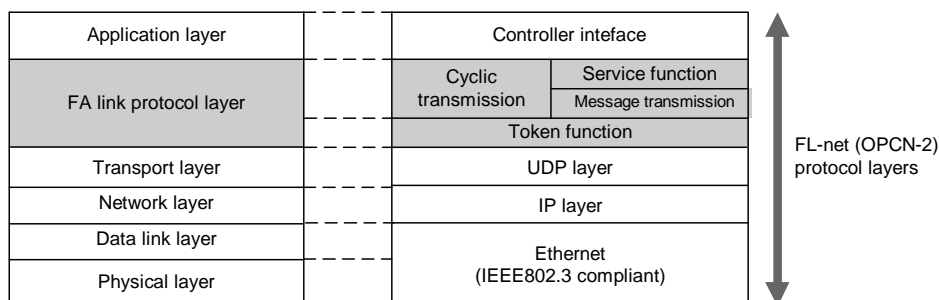 Application layer
Controller inteface
FA link protocol layer
Cyclic
transmission
Service function
Message transmission
Token function
Transport layer
UDP layer
Network layer
IP layer
Data link layer
Physical layer
Ethernet
(IEEE802.3 compliant)
FL-net (OPCN-2)
protocol layers